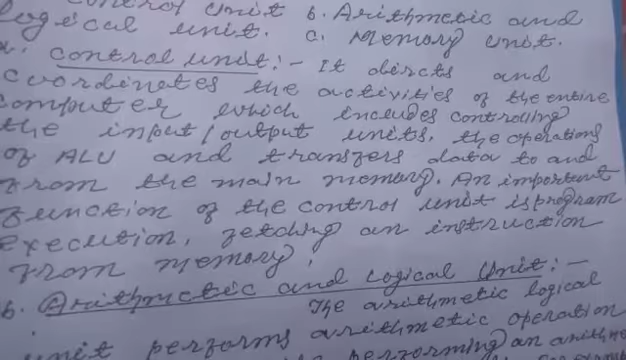 control unit b. Arithmetic and
logical unit. c. Memory unit.
a. control unit:- It dircts and
coordinetes the activities of the entire
computer which includes controlling
the input/output units, the operations
of ALU and transfers data to and
from the main memory. An important
function of the control unit is program
execution, fetching an instruction
from memory.
b. Arithmetic and Logical Unit:-
The arithmetic logical
unit performs arithmetic operation
performing an arithme